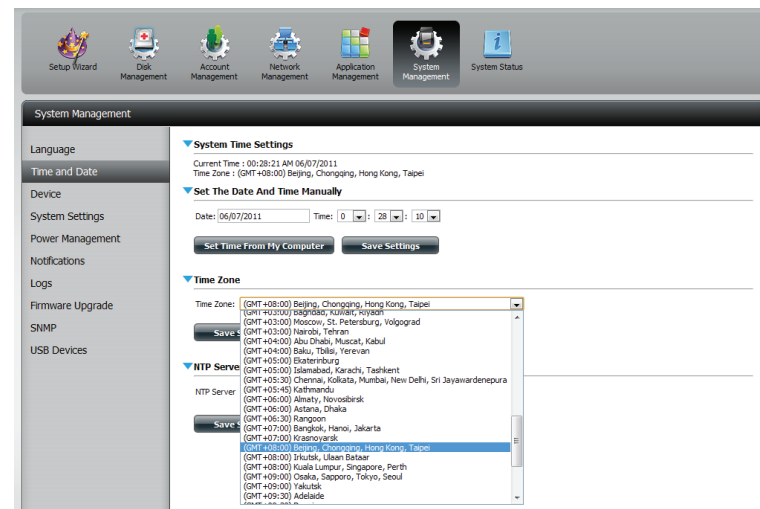 Setup Wizard
Disk Management
Account Management
Network Management
Application Management
System Management
System Status
System Management
Language
Time and Date
Device
System Settings
Power Management
Notifications
Logs
Firmware Upgrade
SNMP
USB Devices
System Time Settings
Current Time : 00:28:21 AM 06/07/2011
Time Zone : (GMT+08:00) Beijing, Chongqing, Hong Kong, Taipei
Set The Date And Time Manually
Date: 06/07/2011 Time: 0 : 28 : 10
Set Time From My Computer Save Settings
Time Zone
Time Zone: (GMT+08:00) Beijing, Chongqing, Hong Kong, Taipei
(GMT+03:00) Baghdad, Kuwait, Riyadh
(GMT+03:00) Moscow, St. Petersburg, Volgograd
(GMT+03:00) Nairobi, Tehran
(GMT+04:00) Abu Dhabi, Muscat, Kabul
(GMT+04:00) Baku, Tbilisi, Yerevan
(GMT+05:00) Ekaterinburg
(GMT+05:00) Islamabad, Karachi, Tashkent
(GMT+05:30) Chennai, Kolkata, Mumbai, New Delhi, Sri Jayawardenepura
(GMT+05:45) Kathmandu
(GMT+06:00) Almaty, Novosibirsk
(GMT+06:00) Astana, Dhaka
(GMT+06:30) Rangoon
(GMT+07:00) Bangkok, Hanoi, Jakarta
(GMT+07:00) Krasnoyarsk
(GMT+08:00) Beijing, Chongqing, Hong Kong, Taipei
(GMT+08:00) Irkutsk, Ulaan Bataar
(GMT+08:00) Kuala Lumpur, Singapore, Perth
(GMT+09:00) Osaka, Sapporo, Tokyo, Seoul
(GMT+09:00) Yakutsk
(GMT+09:30) Adelaide
Save
NTP Serve
NTP Server
Save